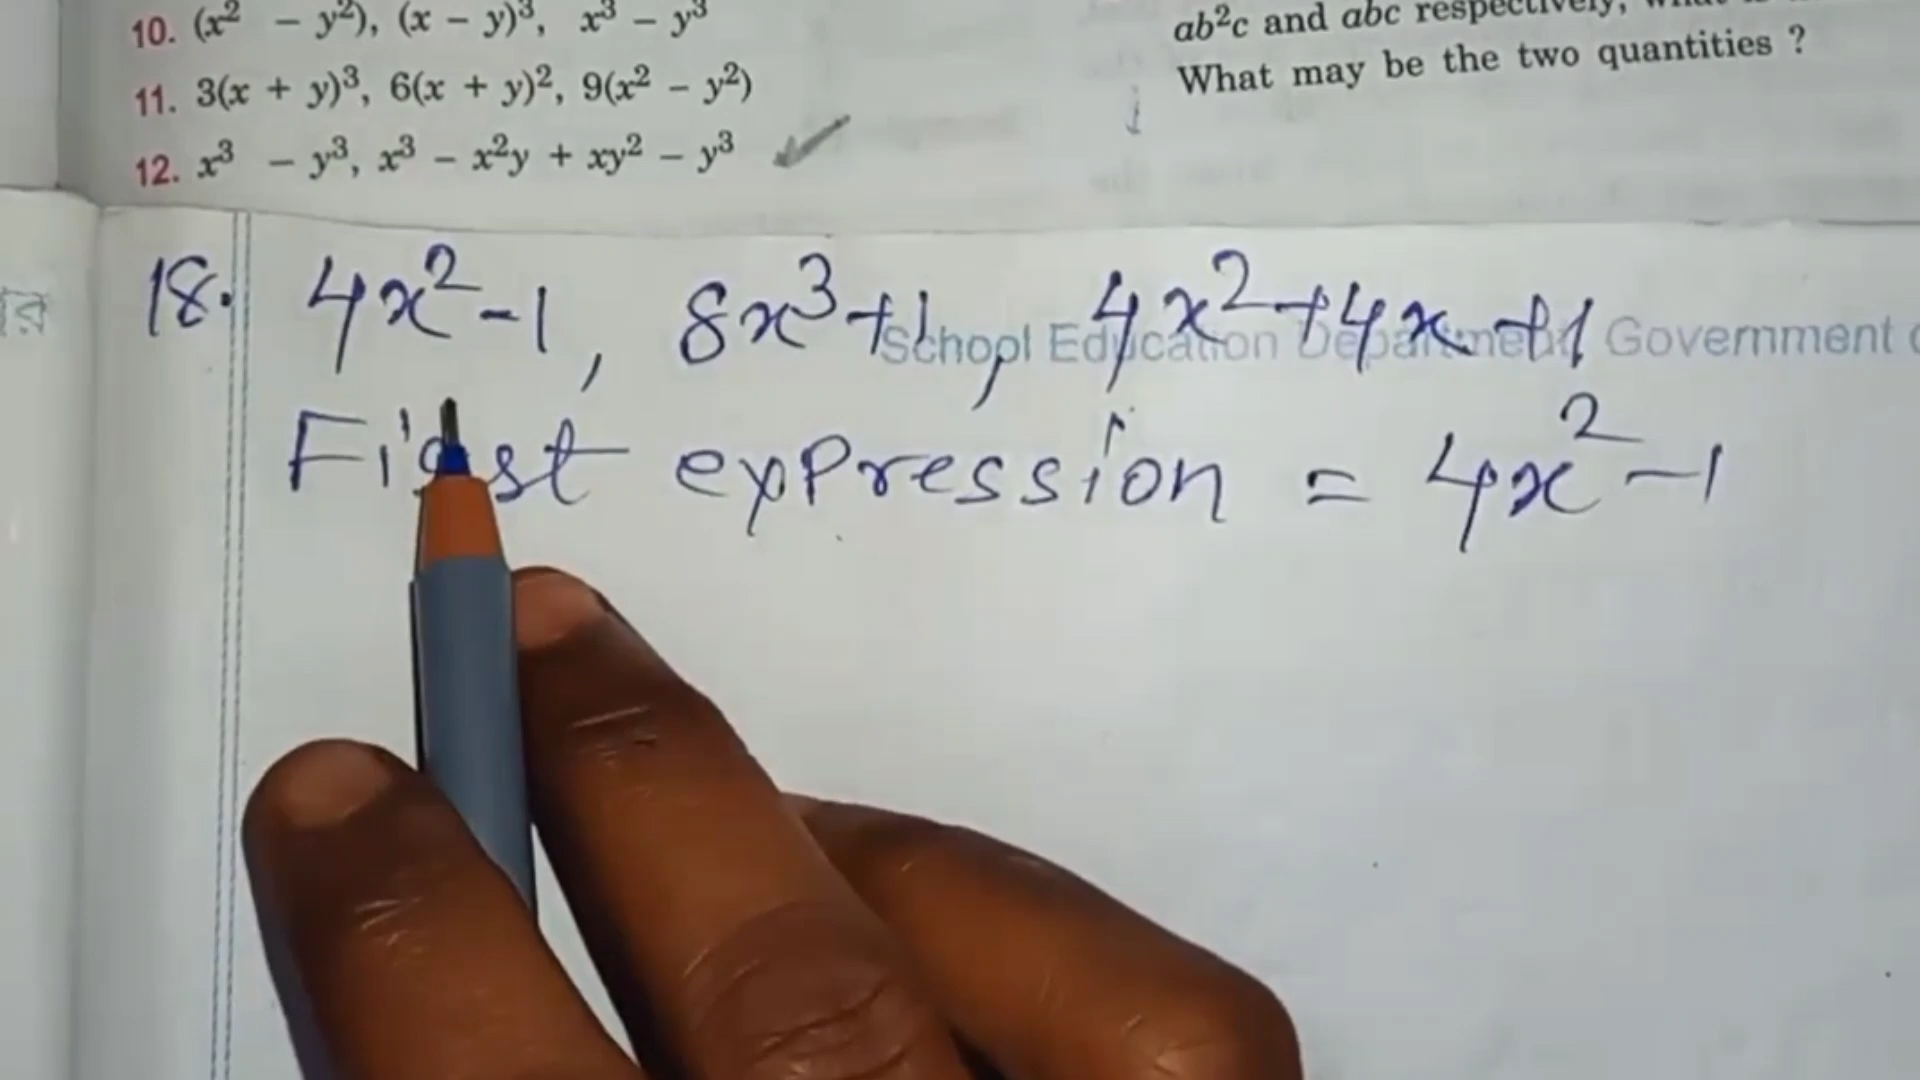 10. (x² - y²), (x - y)³, x³ - y³
11. 3(x + y)³, 6(x + y)², 9(x² - y²)
12. x³ - y³, x³ - x²y + xy² - y³
ab²c and abc respectively,
What may be the two quantities ?
18. 4x²-1, 8x³+1, 4x²+4x+1
School Education Department Government
First expression = 4x²-1